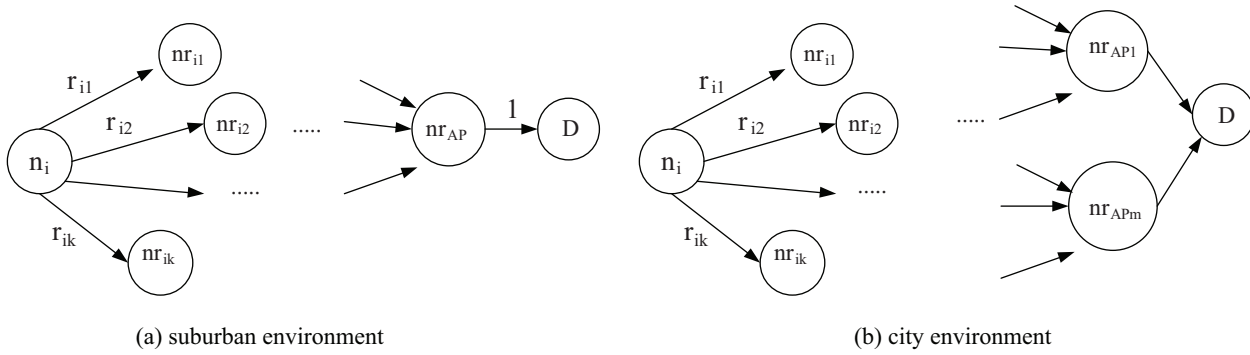 nr_i1
r_i1
r_i2
nr_i2
.....
nr_AP
1
D
n_i
.....
r_ik
nr_ik
(a) suburban environment
nr_i1
nr_AP1
r_i1
r_i2
nr_i2
.....
D
n_i
.....
nr_APm
r_ik
nr_ik
(b) city environment